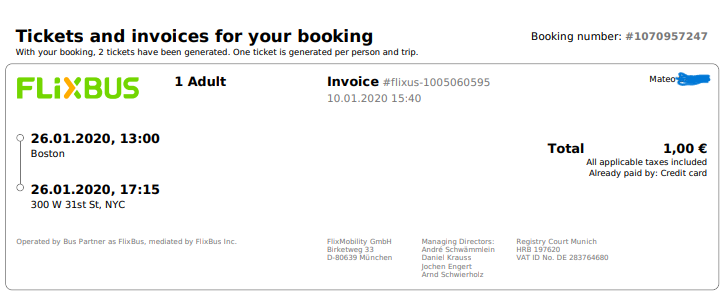 Tickets and invoices for your booking
Booking number: #1070957247
With your booking, 2 tickets have been generated. One ticket is generated per person and trip.
FLiXBUS
1 Adult
Invoice #flixus-1005060595
10.01.2020 15:40
Mateo
26.01.2020, 13:00
Boston
26.01.2020, 17:15
300 W 31st St, NYC
Total 1,00 €
All applicable taxes included
Already paid by: Credit card
Operated by Bus Partner as FlixBus, mediated by FlixBus Inc.
FlixMobility GmbH
Birketweg 33
D-80639 München
Managing Directors:
André Schwämmlein
Daniel Krauss
Jochen Engert
Arnd Schwierholz
Registry Court Munich
HRB 197620
VAT ID No. DE 283764680